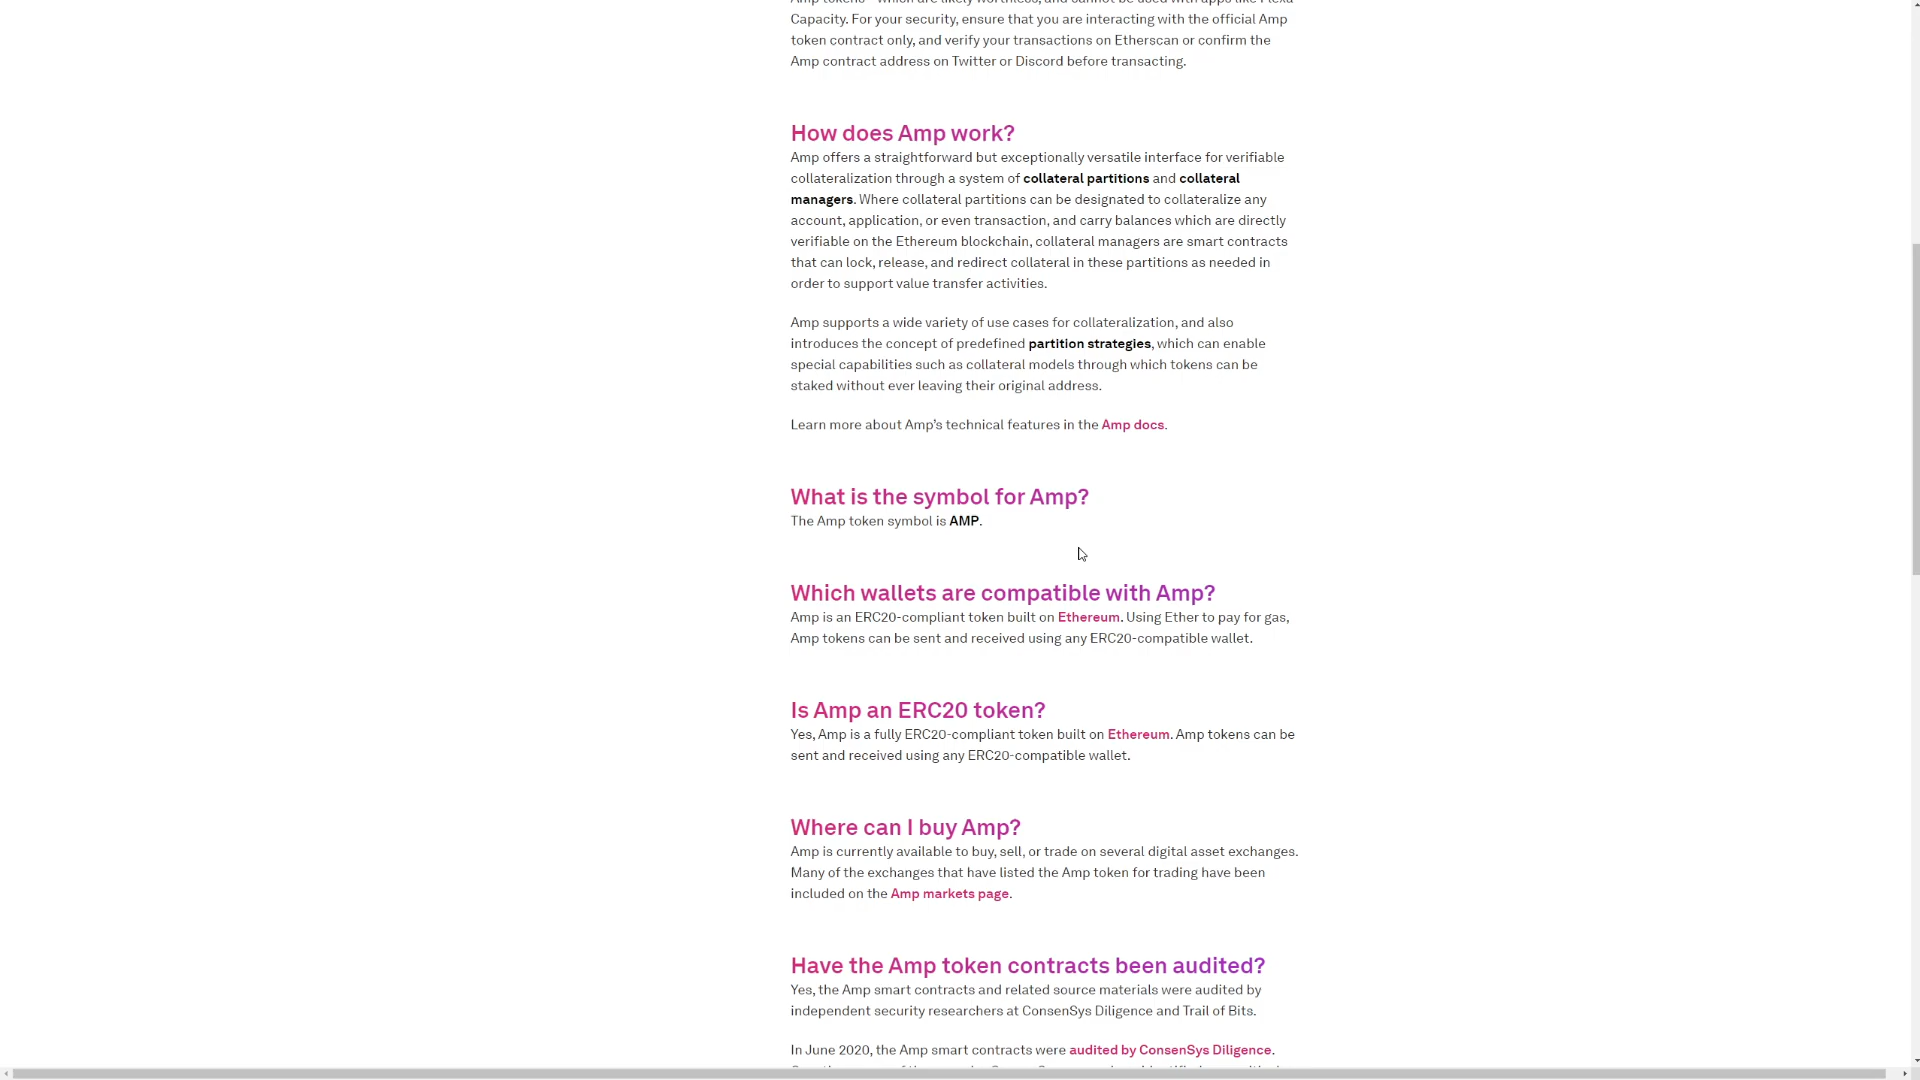 Capacity. For your security, ensure that you are interacting with the official Amp
token contract only, and verify your transactions on Etherscan or confirm the
Amp contract address on Twitter or Discord before transacting.
How does Amp work?
Amp offers a straightforward but exceptionally versatile interface for verifiable
collateralization through a system of collateral partitions and collateral
managers. Where collateral partitions can be designated to collateralize any
account, application, or even transaction, and carry balances which are directly
verifiable on the Ethereum blockchain, collateral managers are smart contracts
that can lock, release, and redirect collateral in these partitions as needed in
order to support value transfer activities.
Amp supports a wide variety of use cases for collateralization, and also
introduces the concept of predefined partition strategies, which can enable
special capabilities such as collateral models through which tokens can be
staked without ever leaving their original address.
Learn more about Amp’s technical features in the Amp docs.
What is the symbol for Amp?
The Amp token symbol is AMP.
Which wallets are compatible with Amp?
Amp is an ERC20-compliant token built on Ethereum. Using Ether to pay for gas,
Amp tokens can be sent and received using any ERC20-compatible wallet.
Is Amp an ERC20 token?
Yes, Amp is a fully ERC20-compliant token built on Ethereum. Amp tokens can be
sent and received using any ERC20-compatible wallet.
Where can I buy Amp?
Amp is currently available to buy, sell, or trade on several digital asset exchanges.
Many of the exchanges that have listed the Amp token for trading have been
included on the Amp markets page.
Have the Amp token contracts been audited?
Yes, the Amp smart contracts and related source materials were audited by
independent security researchers at ConsenSys Diligence and Trail of Bits.
In June 2020, the Amp smart contracts were audited by ConsenSys Diligence.